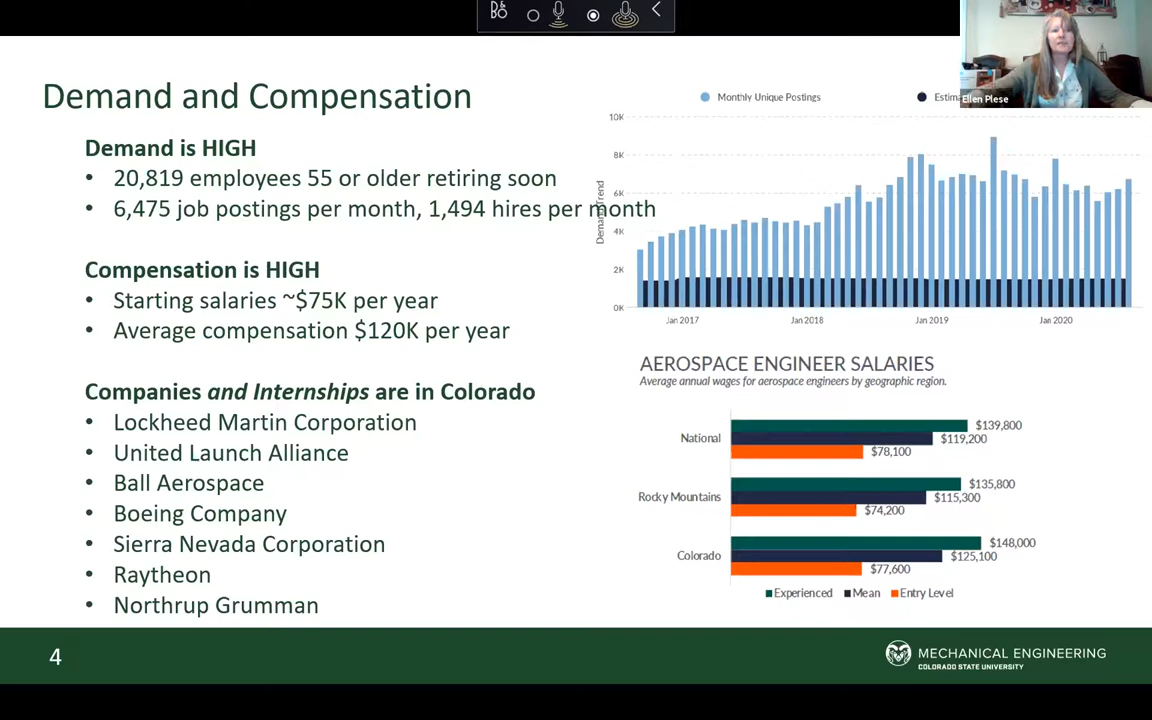 B&O
Ellen Plese
Demand and Compensation
Demand is HIGH
• 20,819 employees 55 or older retiring soon
• 6,475 job postings per month, 1,494 hires per month
Compensation is HIGH
• Starting salaries ~$75K per year
• Average compensation $120K per year
Companies and Internships are in Colorado
• Lockheed Martin Corporation
• United Launch Alliance
• Ball Aerospace
• Boeing Company
• Sierra Nevada Corporation
• Raytheon
• Northrup Grumman
Monthly Unique Postings
10K
8K
6K
4K
2K
0K
Jan 2017 Jan 2018 Jan 2019 Jan 2020
AEROSPACE ENGINEER SALARIES
Average annual wages for aerospace engineers by geographic region.
National
$139,800
$119,200
$78,100
Rocky Mountains
$135,800
$115,300
$74,200
Colorado
$148,000
$125,100
$77,600
Experienced Mean Entry Level
4
MECHANICAL ENGINEERING
COLORADO STATE UNIVERSITY